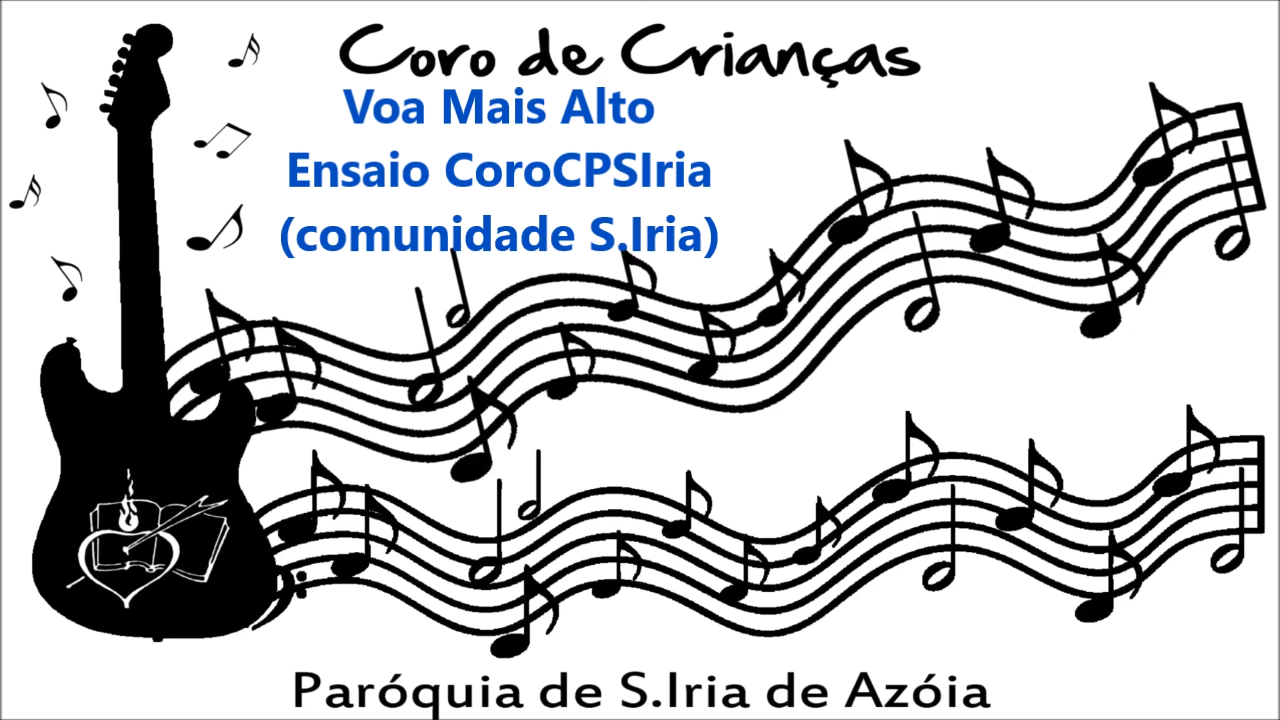 Coro de Crianças
Voa Mais Alto
Ensaio CoroCPSIria
(comunidade S.Iria)
Paróquia de S.Iria de Azóia